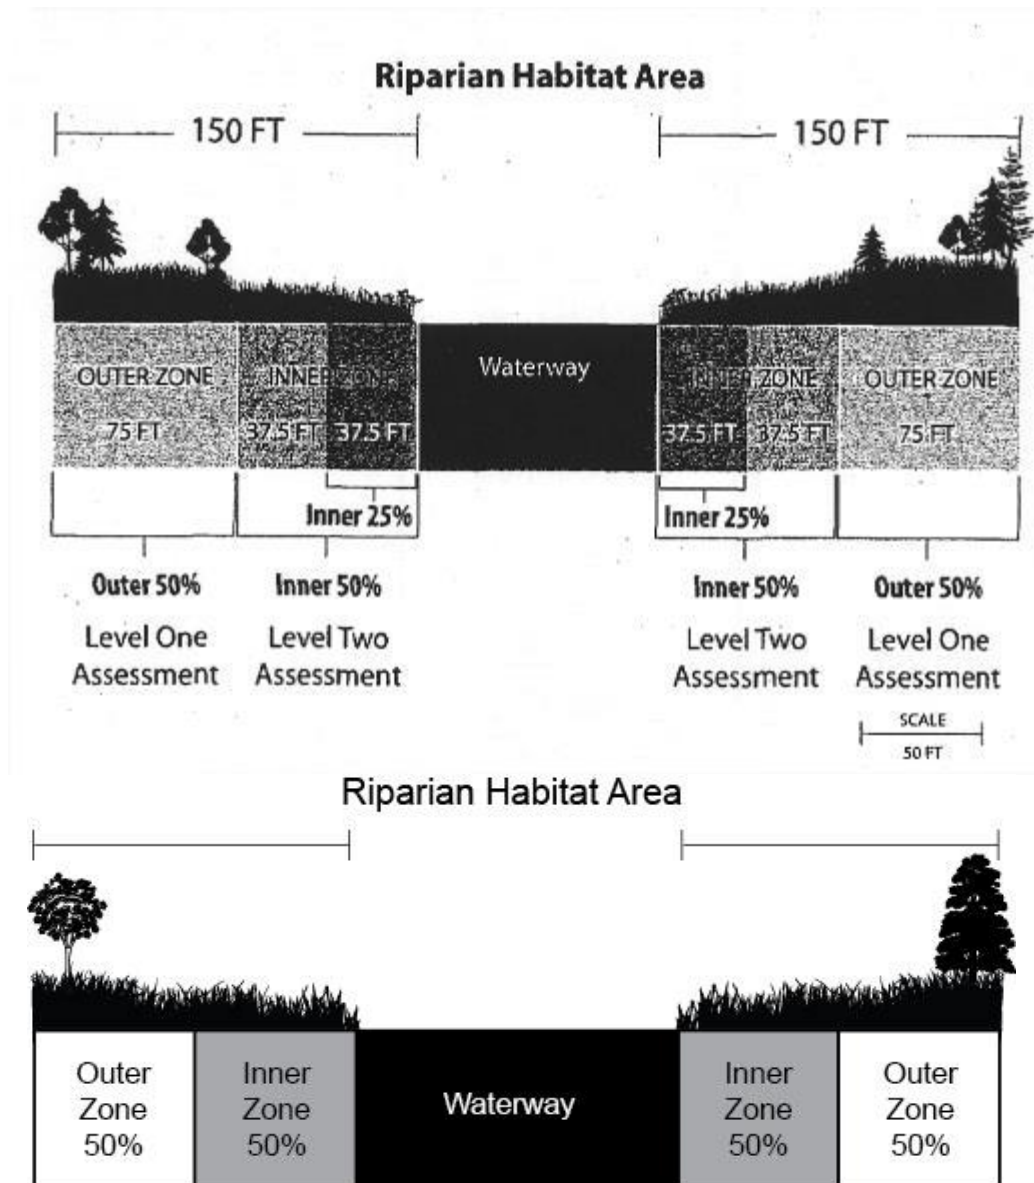 Riparian Habitat Area
150 FT
150 FT
OUTER ZONE
INNER ZONE
Waterway
INNER ZONE
OUTER ZONE
75 FT
37.5 FT
37.5 FT
37.5 FT
37.5 FT
75 FT
Inner 25%
Inner 25%
Outer 50%
Inner 50%
Inner 50%
Outer 50%
Level One
Assessment
Level Two
Assessment
Level Two
Assessment
Level One
Assessment
SCALE
50 FT
Riparian Habitat Area
Outer
Zone
50%
Inner
Zone
50%
Waterway
Inner
Zone
50%
Outer
Zone
50%